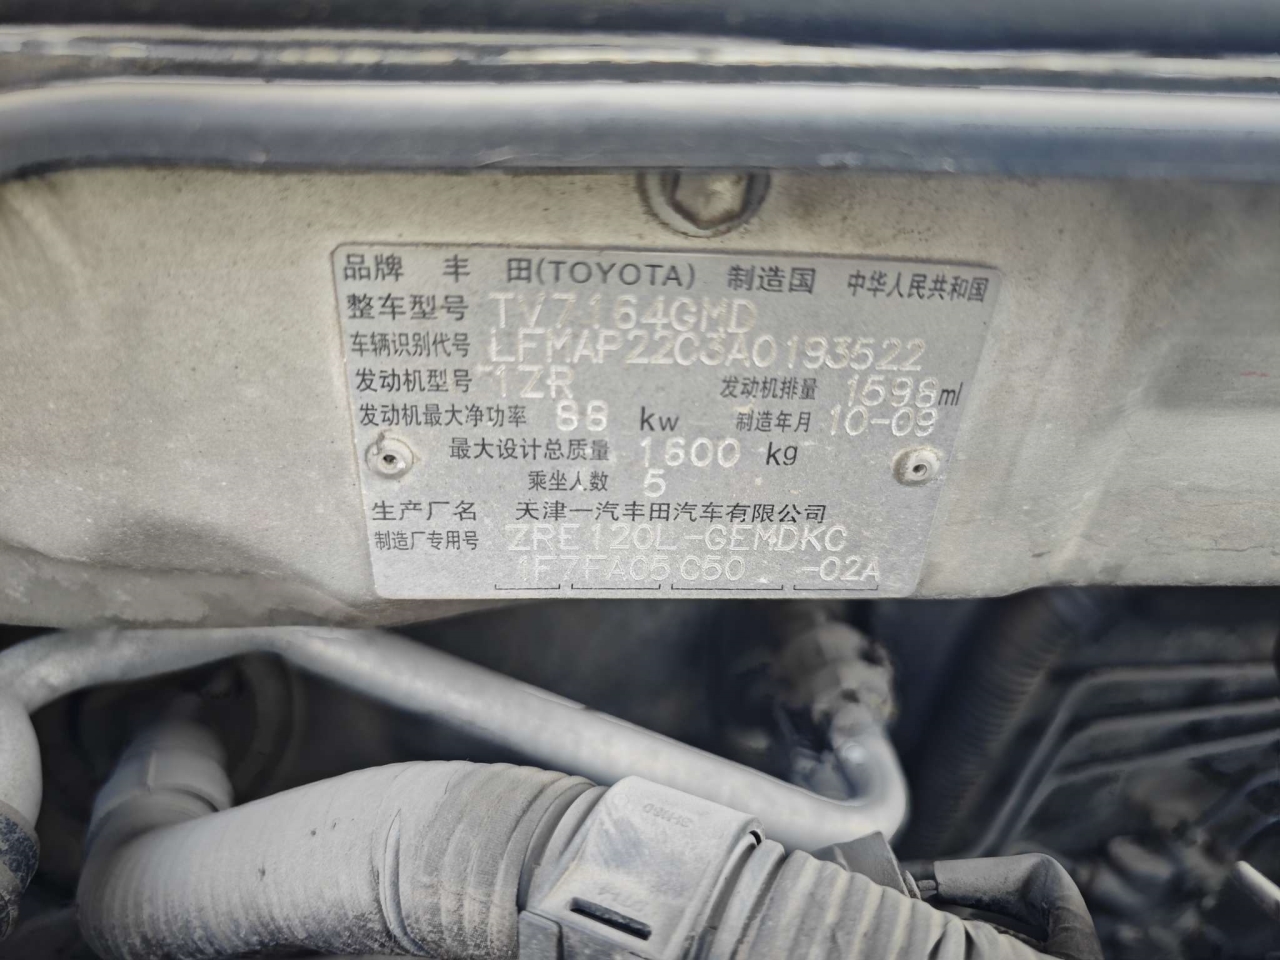 品牌 丰 田(TOYOTA) 制造国 中华人民共和国
整车型号 TV7164GMD
车辆识别代号 LFMAP22C3A0193522
发动机型号 1ZR 发动机排量 1598ml
发动机最大净功率 88 kw 制造年月 10-09
最大设计总质量 1600 kg
乘坐人数 5
生产厂名 天津一汽丰田汽车有限公司
制造厂专用号 ZRE120L-GEMDKC
1F7FA05C50 -02A